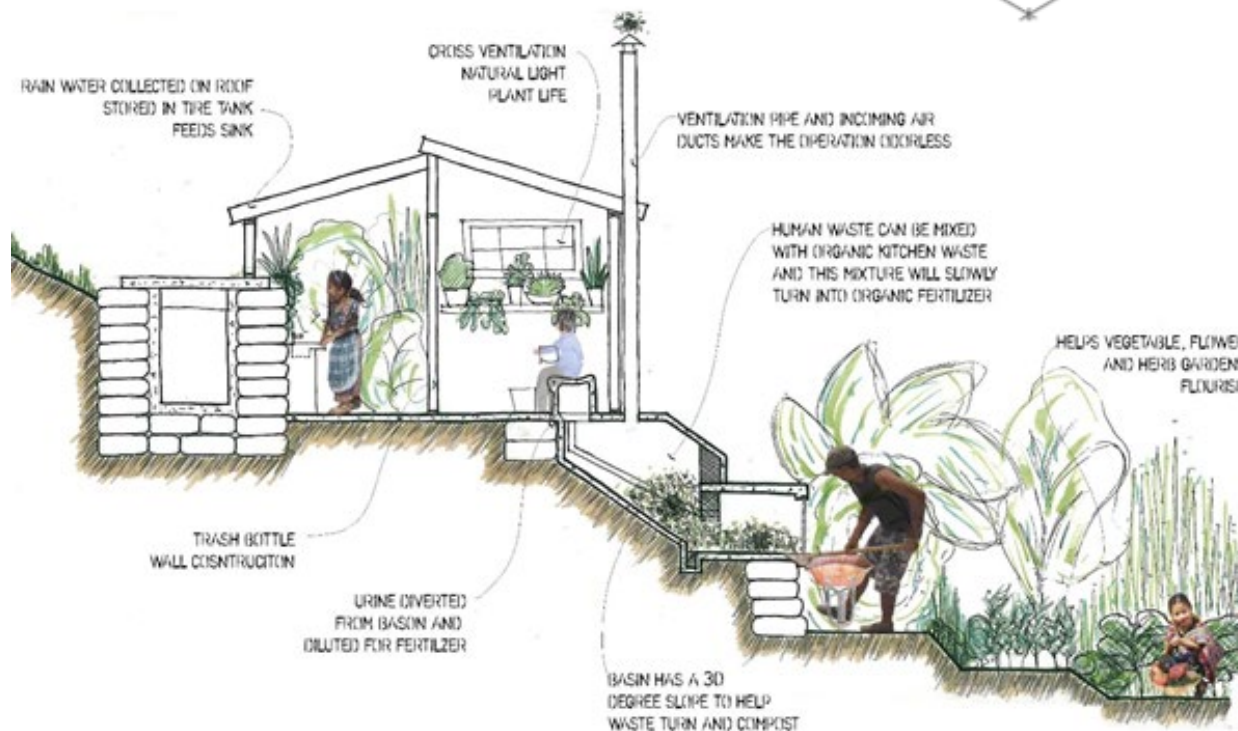 RAIN WATER COLLECTED ON ROOF
STORED IN TIRE TANK
FEEDS SINK
CROSS VENTILATION
NATURAL LIGHT
PLANT LIFE
VENTILATION PIPE AND INCOMING AIR
DUCTS MAKE THE OPERATION ODORLESS
HUMAN WASTE CAN BE MIXED
WITH ORGANIC KITCHEN WASTE
AND THIS MIXTURE WILL SLOWLY
TURN INTO ORGANIC FERTILIZER
HELPS VEGETABLE, FLOWER
AND HERB GARDENS
FLOURIS
TRASH BOTTLE
WALL COSNTRUCITON
URINE DIVERTED
FROM BASON AND
DILUTED FOR FERTILZER
BASIN HAS A 30
DEGREE SLOPE TO HELP
WASTE TURN AND COMPOST